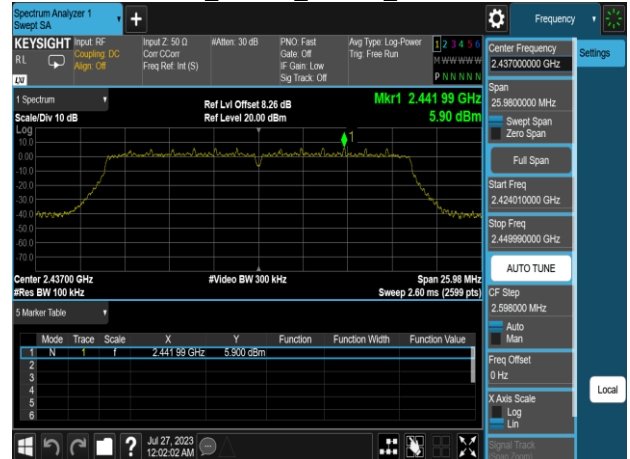 Spectrum Analyzer 1
Swept SA
+
Frequency
KEYSIGHT
RL
LXI
Input: RF
Coupling: DC
Align: Off
Input Z: 50 Ω
Corr CCorr
Freq Ref: Int (S)
#Atten: 30 dB
PNO: Fast
Gate: Off
IF Gain: Low
Sig Track: Off
Avg Type: Log-Power
Trig: Free Run
1 2 3 4 5 6
M W W W W W
P N N N N N
1 Spectrum
Scale/Div 10 dB
Ref Lvl Offset 8.26 dB
Ref Level 20.00 dBm
Mkr1 2.441 99 GHz
5.90 dBm
Log
10.0
0.00
-10.0
-20.0
-30.0
-40.0
-50.0
-60.0
-70.0
1
Center 2.43700 GHz
#Res BW 100 kHz
#Video BW 300 kHz
Span 25.98 MHz
Sweep 2.60 ms (2599 pts)
5 Marker Table
Mode Trace Scale X Y Function Function Width Function Value
1 N 1 f 2.441 99 GHz 5.900 dBm
2
3
4
5
6
?
Jul 27, 2023
12:02:02 AM
Center Frequency
2.437000000 GHz
Span
25.9800000 MHz
Swept Span
Zero Span
Full Span
Start Freq
2.424010000 GHz
Stop Freq
2.449990000 GHz
AUTO TUNE
CF Step
2.598000 MHz
Auto
Man
Freq Offset
0 Hz
X Axis Scale
Log
Lin
Signal Track
(Span Zoom)
Settings
Local